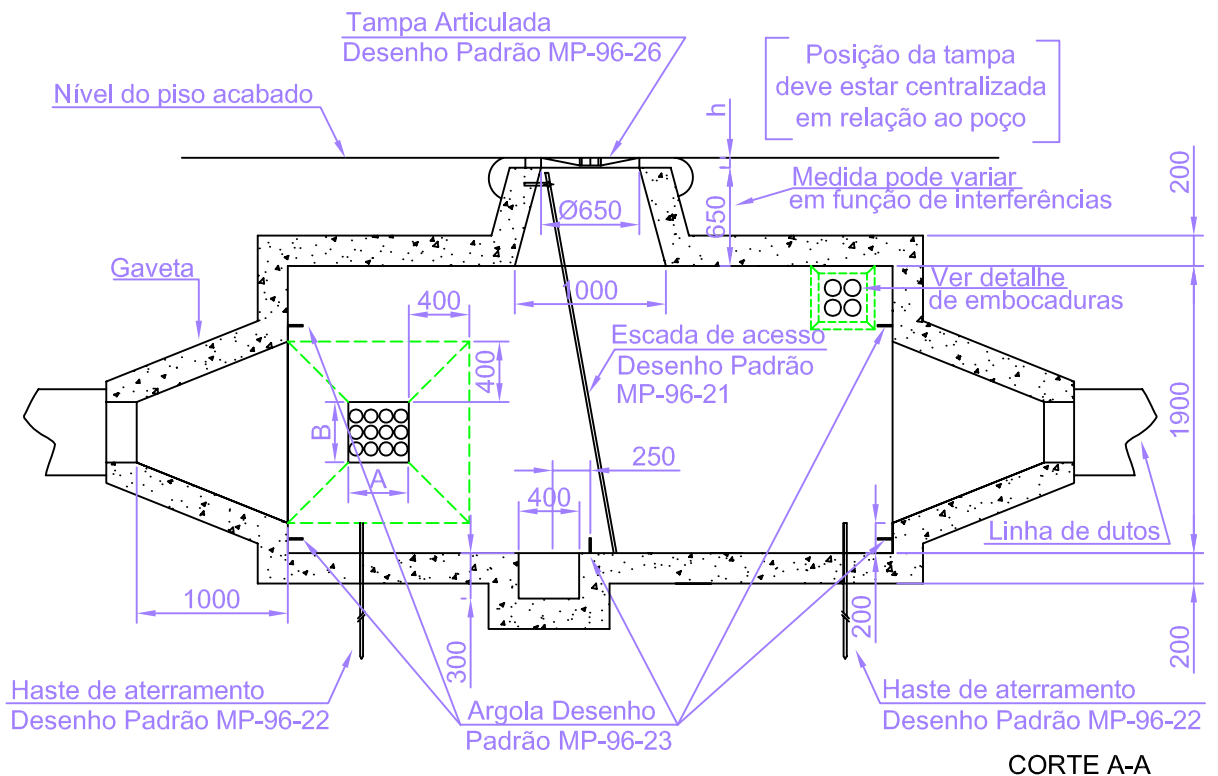 Tampa Articulada
Desenho Padrão MP-96-26
Posição da tampa
deve estar centralizada
em relação ao poço
Nível do piso acabado
h
200
Medida pode variar
em função de interferências
650
Ø650
Gaveta
1000
400
Ver detalhe
de embocaduras
Escada de acesso
Desenho Padrão
MP-96-21
400
1900
B
A
250
400
Linha de dutos
1000
300
200
200
Haste de aterramento
Desenho Padrão MP-96-22
Argola Desenho
Padrão MP-96-23
Haste de aterramento
Desenho Padrão MP-96-22
CORTE A-A